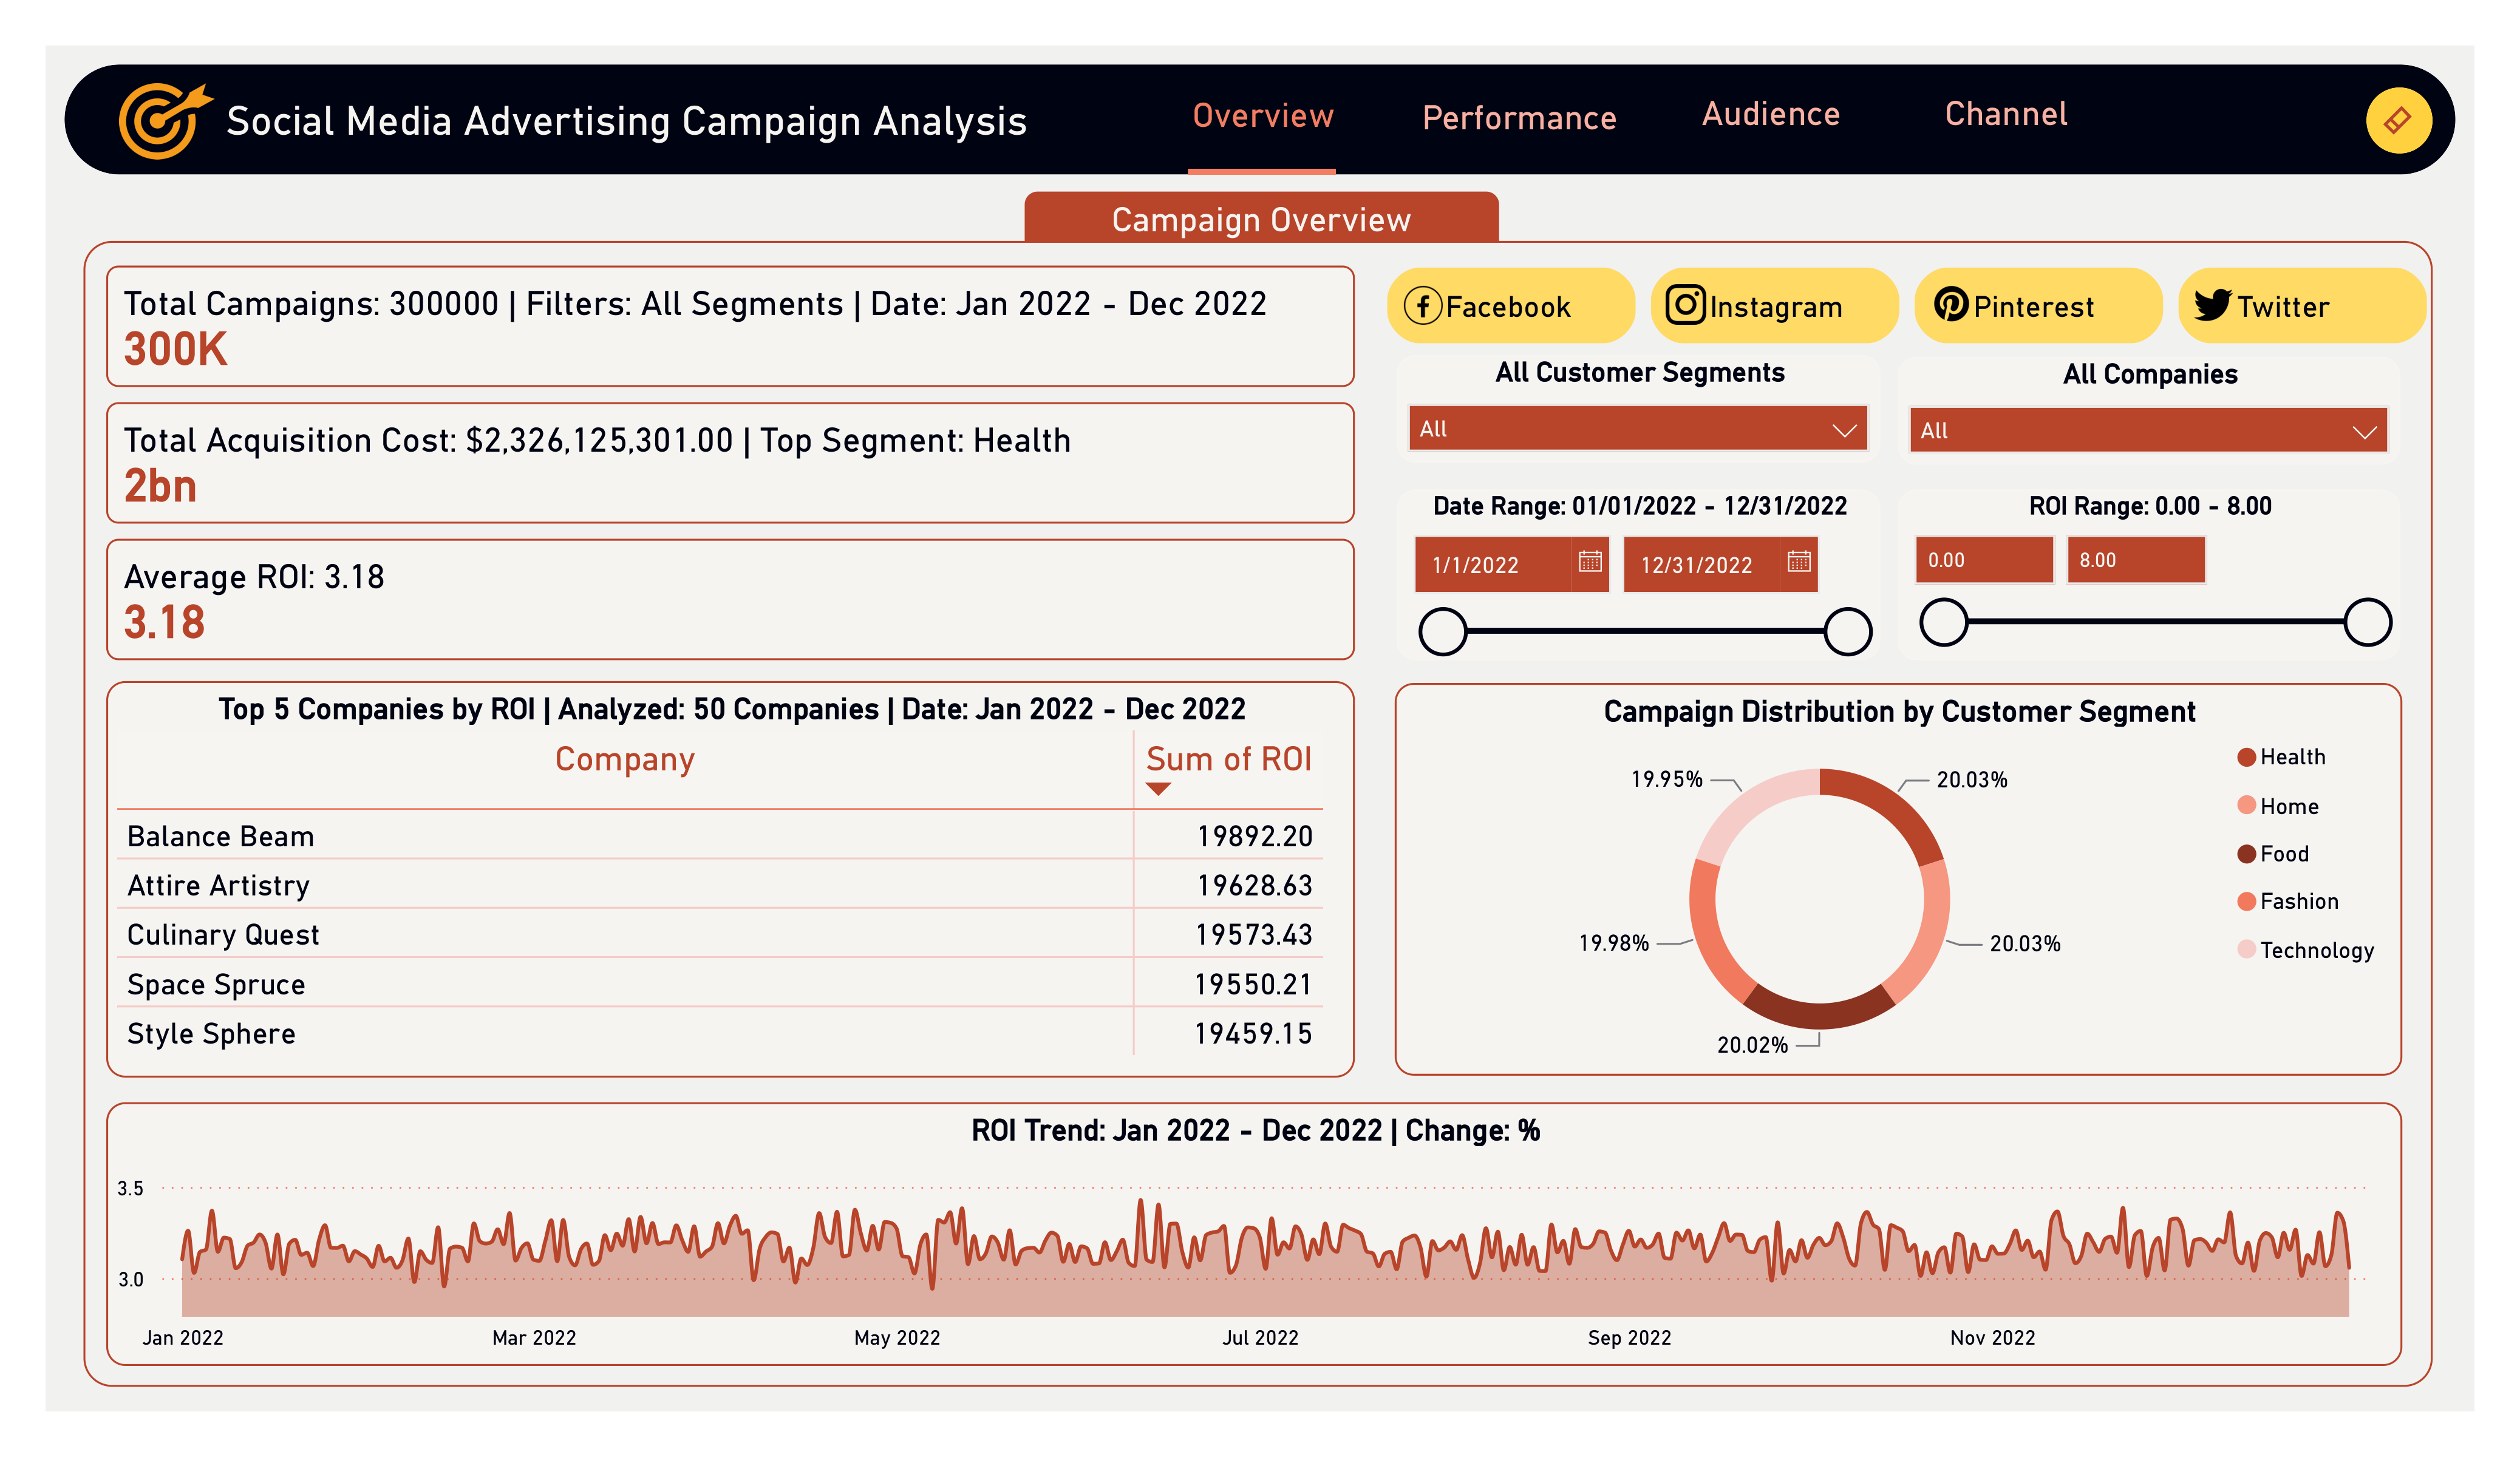 Social Media Advertising Campaign Analysis
Overview
Performance
Audience
Channel
Campaign Overview
Total Campaigns: 300000 | Filters: All Segments | Date: Jan 2022 - Dec 2022
300K
Total Acquisition Cost: $2,326,125,301.00 | Top Segment: Health
2bn
Average ROI: 3.18
3.18
Facebook
Instagram
Pinterest
Twitter
All Customer Segments
All
All Companies
All
Date Range: 01/01/2022 - 12/31/2022
1/1/2022
12/31/2022
ROI Range: 0.00 - 8.00
0.00
8.00
Top 5 Companies by ROI | Analyzed: 50 Companies | Date: Jan 2022 - Dec 2022
Company Sum of ROI
Balance Beam 19892.20
Attire Artistry 19628.63
Culinary Quest 19573.43
Space Spruce 19550.21
Style Sphere 19459.15
Campaign Distribution by Customer Segment
19.95%
20.03%
19.98%
20.03%
20.02%
Health
Home
Food
Fashion
Technology
ROI Trend: Jan 2022 - Dec 2022 | Change: %
3.5
3.0
Jan 2022
Mar 2022
May 2022
Jul 2022
Sep 2022
Nov 2022